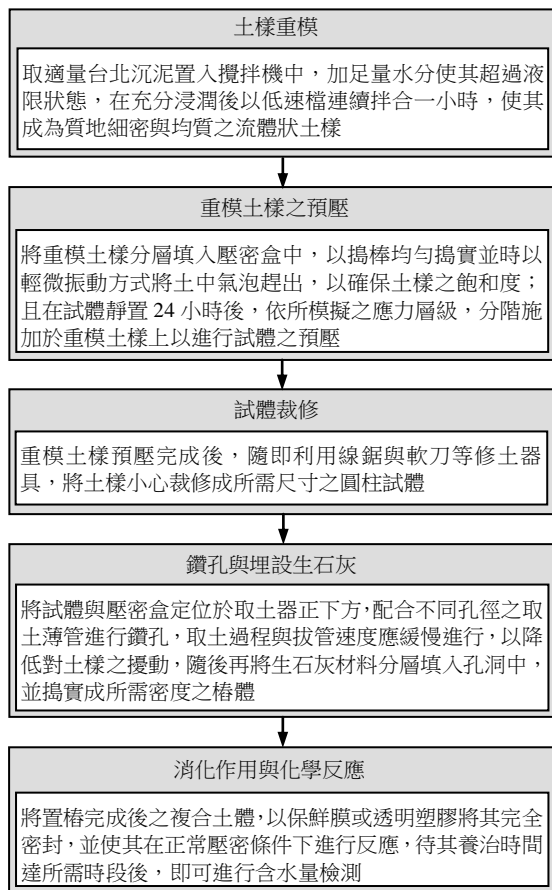 土樣重模
取適量台北沉泥置入攪拌機中，加足量水分使其超過液
限狀態，在充分浸潤後以低速檔連續拌合一小時，使其
成為質地細密與均質之流體狀土樣
重模土樣之預壓
將重模土樣分層填入壓密盒中，以搗棒均勻搗實並時以
輕微振動方式將土中氣泡趕出，以確保土樣之飽和度；
且在試體靜置 24 小時後，依所模擬之應力層級，分階施
加於重模土樣上以進行試體之預壓
試體裁修
重模土樣預壓完成後，隨即利用線鋸與軟刀等修土器
具，將土樣小心裁修成所需尺寸之圓柱試體
鑽孔與埋設生石灰
將試體與壓密盒定位於取土器正下方，配合不同孔徑之取
土薄管進行鑽孔，取土過程與拔管速度應緩慢進行，以降
低對土樣之擾動，隨後再將生石灰材料分層填入孔洞中，
並搗實成所需密度之樁體
消化作用與化學反應
將置樁完成後之複合土體，以保鮮膜或透明塑膠將其完全
密封，並使其在正常壓密條件下進行反應，待其養治時間
達所需時段後，即可進行含水量檢測